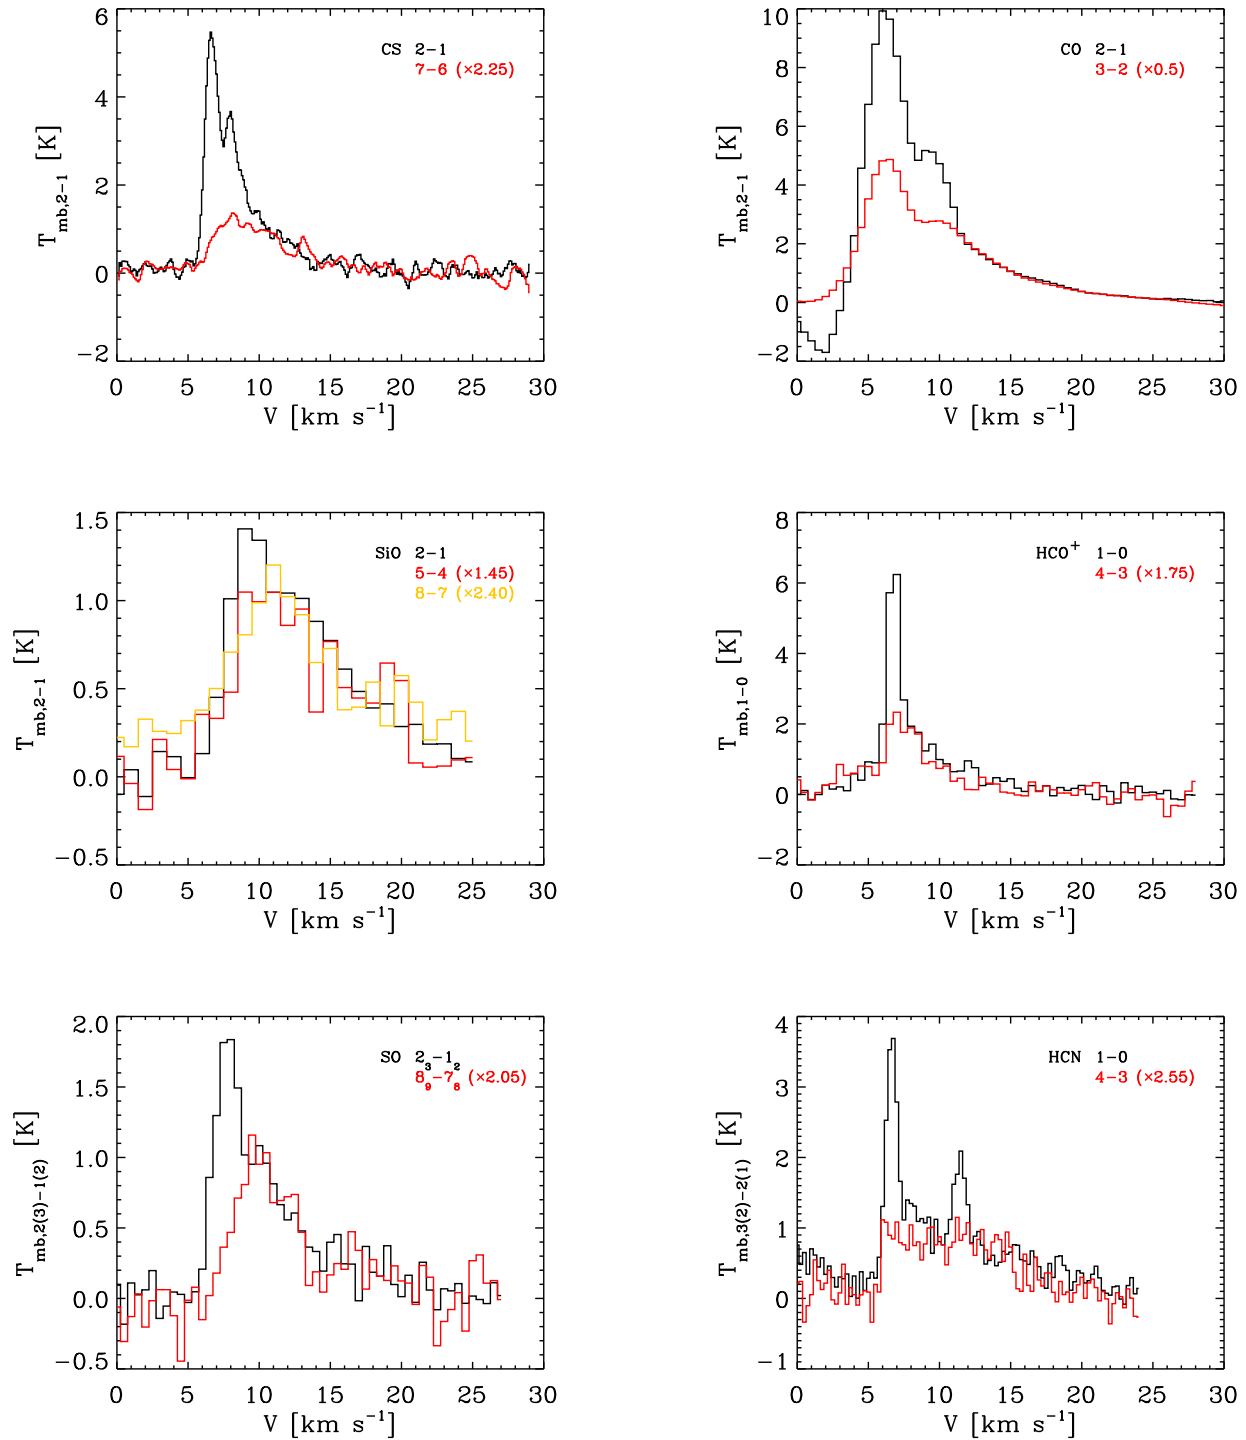 CS 2-1
7-6 (×2.25)
T_mb,2-1 [K]
6
4
2
0
-2
0 5 10 15 20 25 30
V [km s⁻¹]
CO 2-1
3-2 (×0.5)
T_mb,2-1 [K]
10
8
6
4
2
0
-2
0 5 10 15 20 25 30
V [km s⁻¹]
SiO 2-1
5-4 (×1.45)
8-7 (×2.40)
T_mb,2-1 [K]
1.5
1.0
0.5
0.0
-0.5
0 5 10 15 20 25 30
V [km s⁻¹]
HCO⁺ 1-0
4-3 (×1.75)
T_mb,1-0 [K]
8
6
4
2
0
-2
0 5 10 15 20 25 30
V [km s⁻¹]
SO 2₃-1₂
8₉-7₈ (×2.05)
T_mb,2(3)-1(2) [K]
2.0
1.5
1.0
0.5
0.0
-0.5
0 5 10 15 20 25 30
V [km s⁻¹]
HCN 1-0
4-3 (×2.55)
T_mb,3(2)-2(1) [K]
4
3
2
1
0
-1
0 5 10 15 20 25 30
V [km s⁻¹]